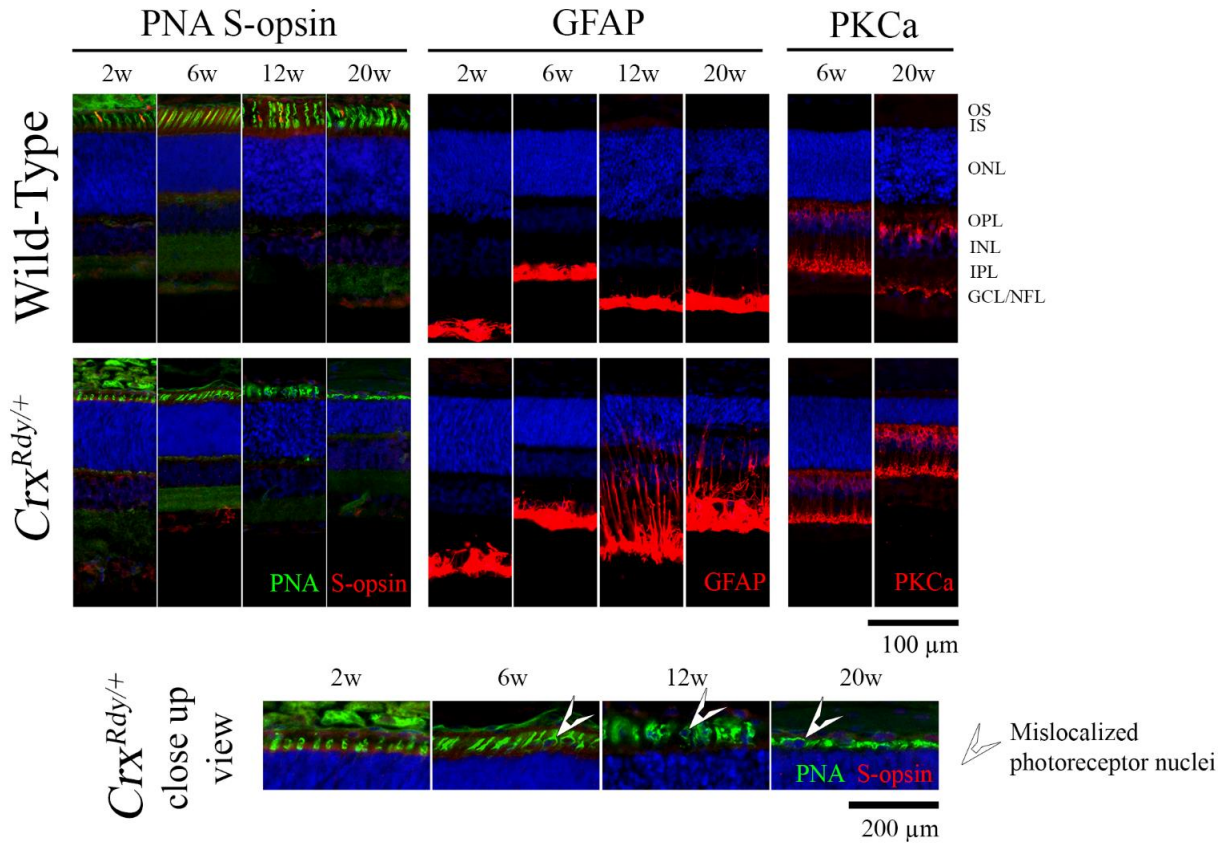 PNA S-opsin GFAP PKCa
2w 6w 12w 20w 2w 6w 12w 20w 6w 20w
Wild-Type
OS
IS
ONL
OPL
INL
IPL
GCL/NFL
Crx^Rdy/+
PNA S-opsin GFAP PKCa
100 µm
2w 6w 12w 20w
Crx^Rdy/+
close up
view
PNA S-opsin
Mislocalized
photoreceptor nuclei
200 µm